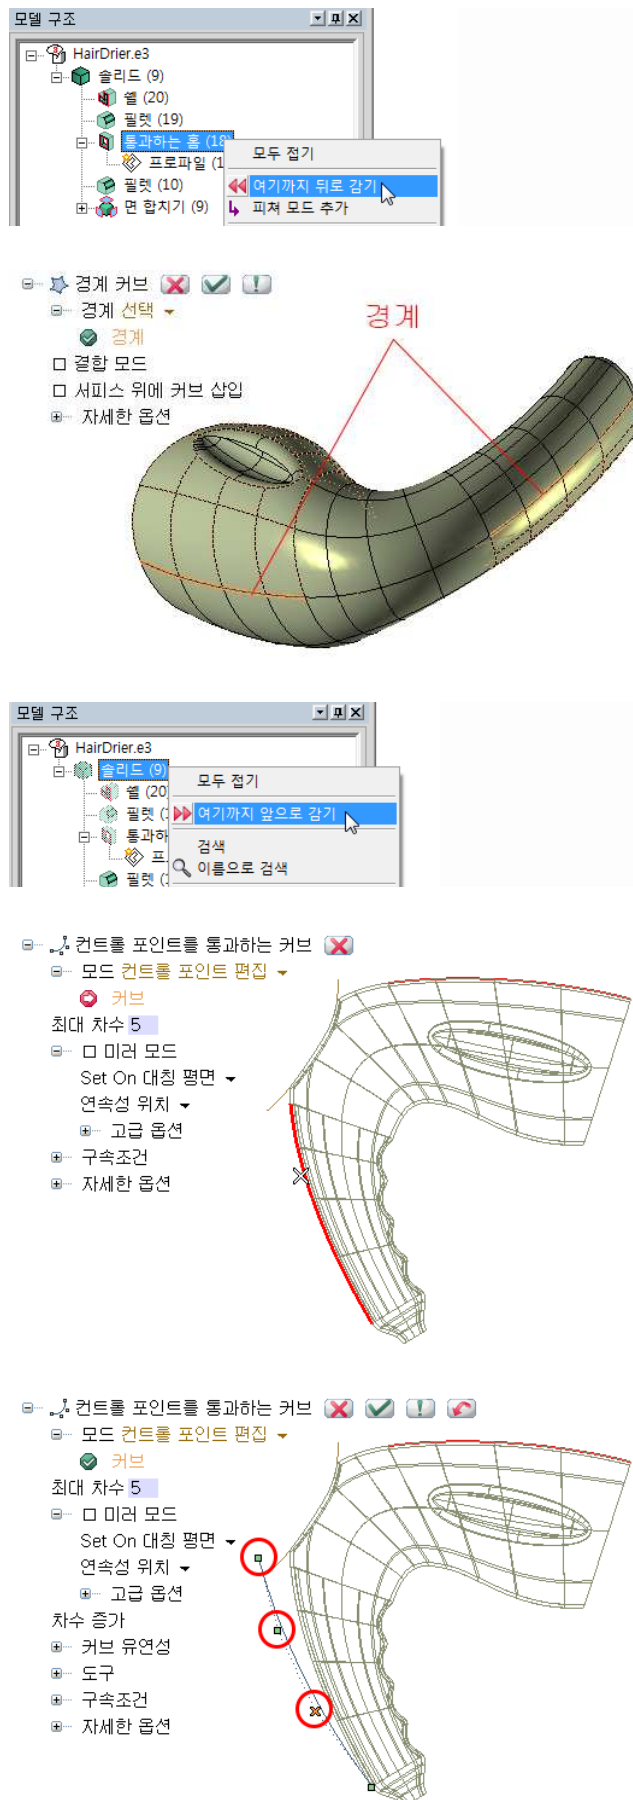 모델 구조
HairDrier.e3
솔리드 (9)
쉘 (20)
필렛 (19)
통과하는 홈 (18)
프로파일 (1
필렛 (10)
면 합치기 (9)
모두 접기
여기까지 뒤로 감기
피쳐 모드 추가
경계 커브
경계 선택
경계
결합 모드
서피스 위에 커브 삽입
자세한 옵션
경계
모델 구조
HairDrier.e3
솔리드 (9)
쉘 (20
필렛 (
통과하
프
필렛 (
모두 접기
여기까지 앞으로 감기
검색
이름으로 검색
컨트롤 포인트를 통과하는 커브
모드 컨트롤 포인트 편집
커브
최대 차수 5
미러 모드
Set On 대칭 평면
연속성 위치
고급 옵션
구속조건
자세한 옵션
컨트롤 포인트를 통과하는 커브
모드 컨트롤 포인트 편집
커브
최대 차수 5
미러 모드
Set On 대칭 평면
연속성 위치
고급 옵션
차수 증가
커브 유연성
도구
구속조건
자세한 옵션